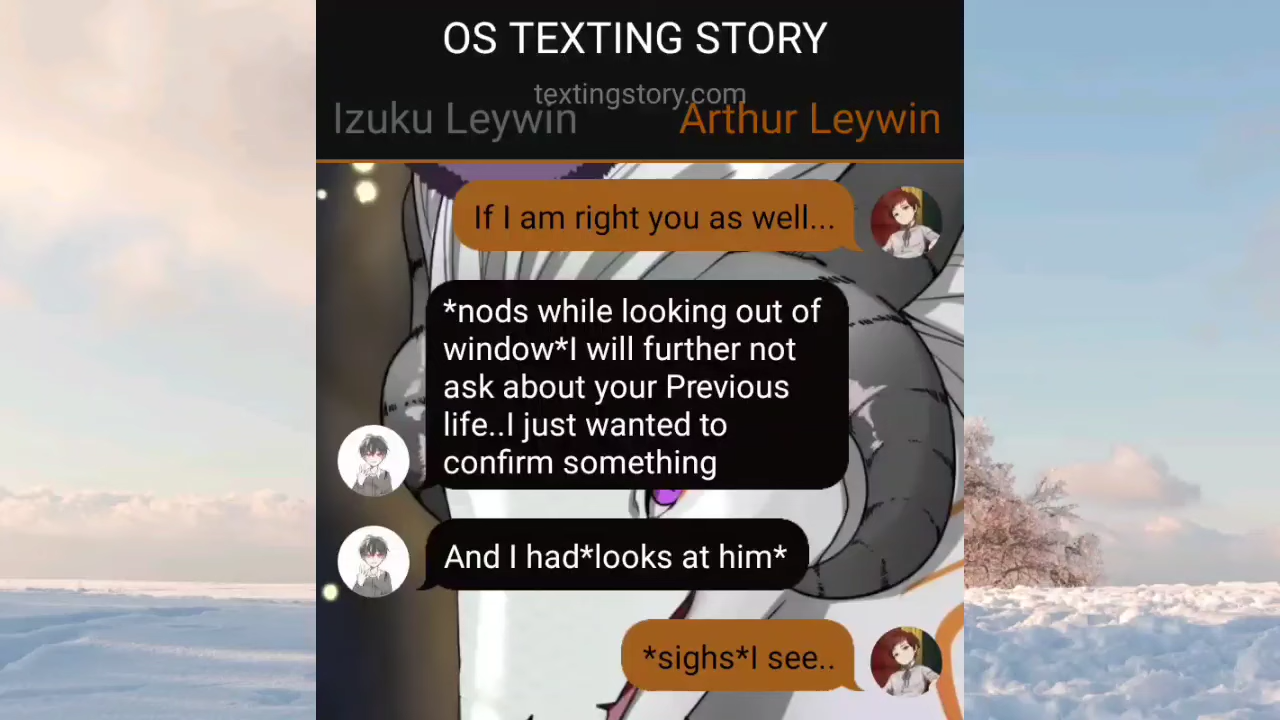 OS TEXTING STORY
textingstory.com
Izuku Leywin
Arthur Leywin
If I am right you as well...
*nods while looking out of
window*I will further not
ask about your Previous
life..I just wanted to
confirm something
And I had*looks at him*
*sighs*I see..